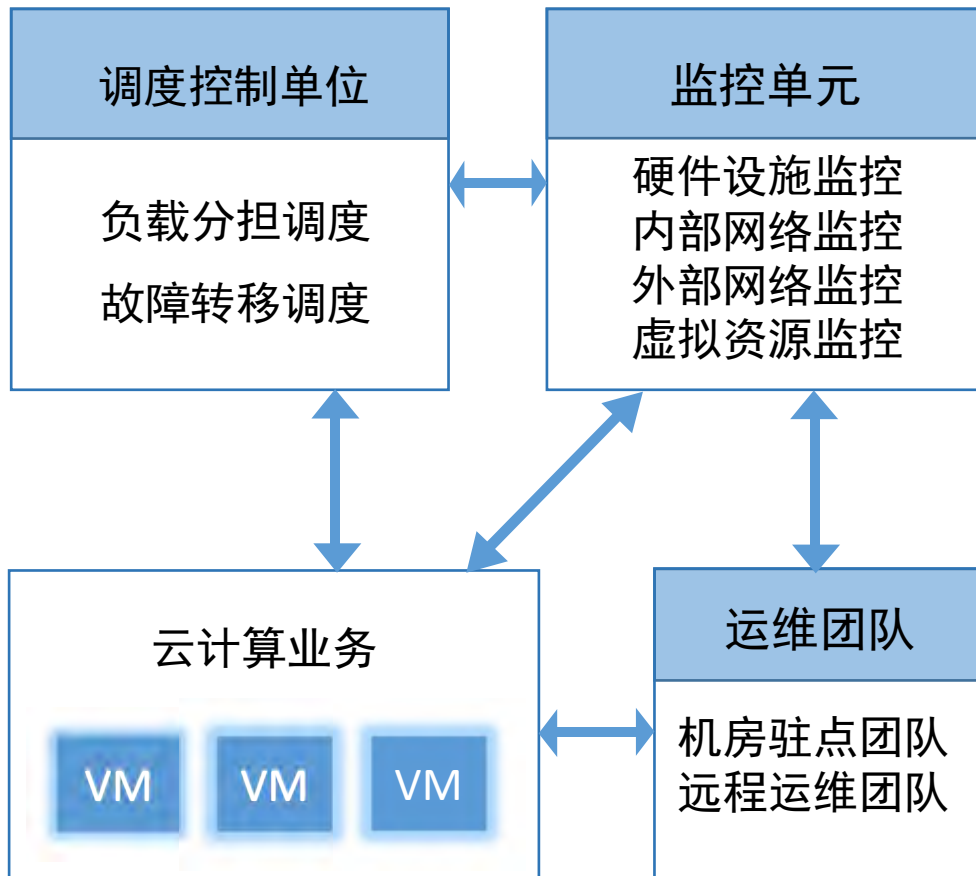 调度控制单位
负载分担调度
故障转移调度
监控单元
硬件设施监控
内部网络监控
外部网络监控
虚拟资源监控
云计算业务
VM
VM
VM
运维团队
机房驻点团队
远程运维团队